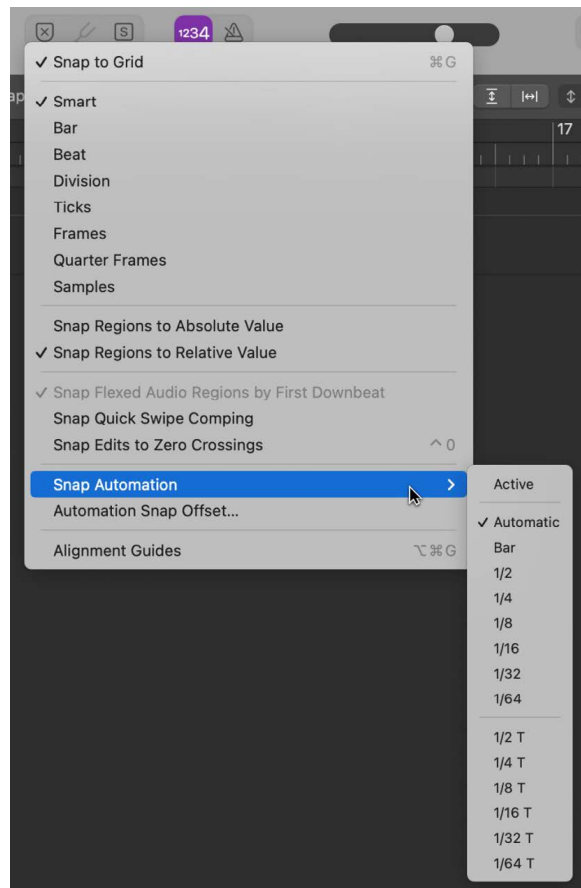 S
1234
✓ Snap to Grid ⌘ G
ap
✓ Smart
17
Bar
Beat
Division
Ticks
Frames
Quarter Frames
Samples
Snap Regions to Absolute Value
✓ Snap Regions to Relative Value
✓ Snap Flexed Audio Regions by First Downbeat
Snap Quick Swipe Comping
Snap Edits to Zero Crossings ^ 0
Snap Automation >
Automation Snap Offset...
Alignment Guides ⌥ ⌘ G
Active
✓ Automatic
Bar
1/2
1/4
1/8
1/16
1/32
1/64
1/2 T
1/4 T
1/8 T
1/16 T
1/32 T
1/64 T